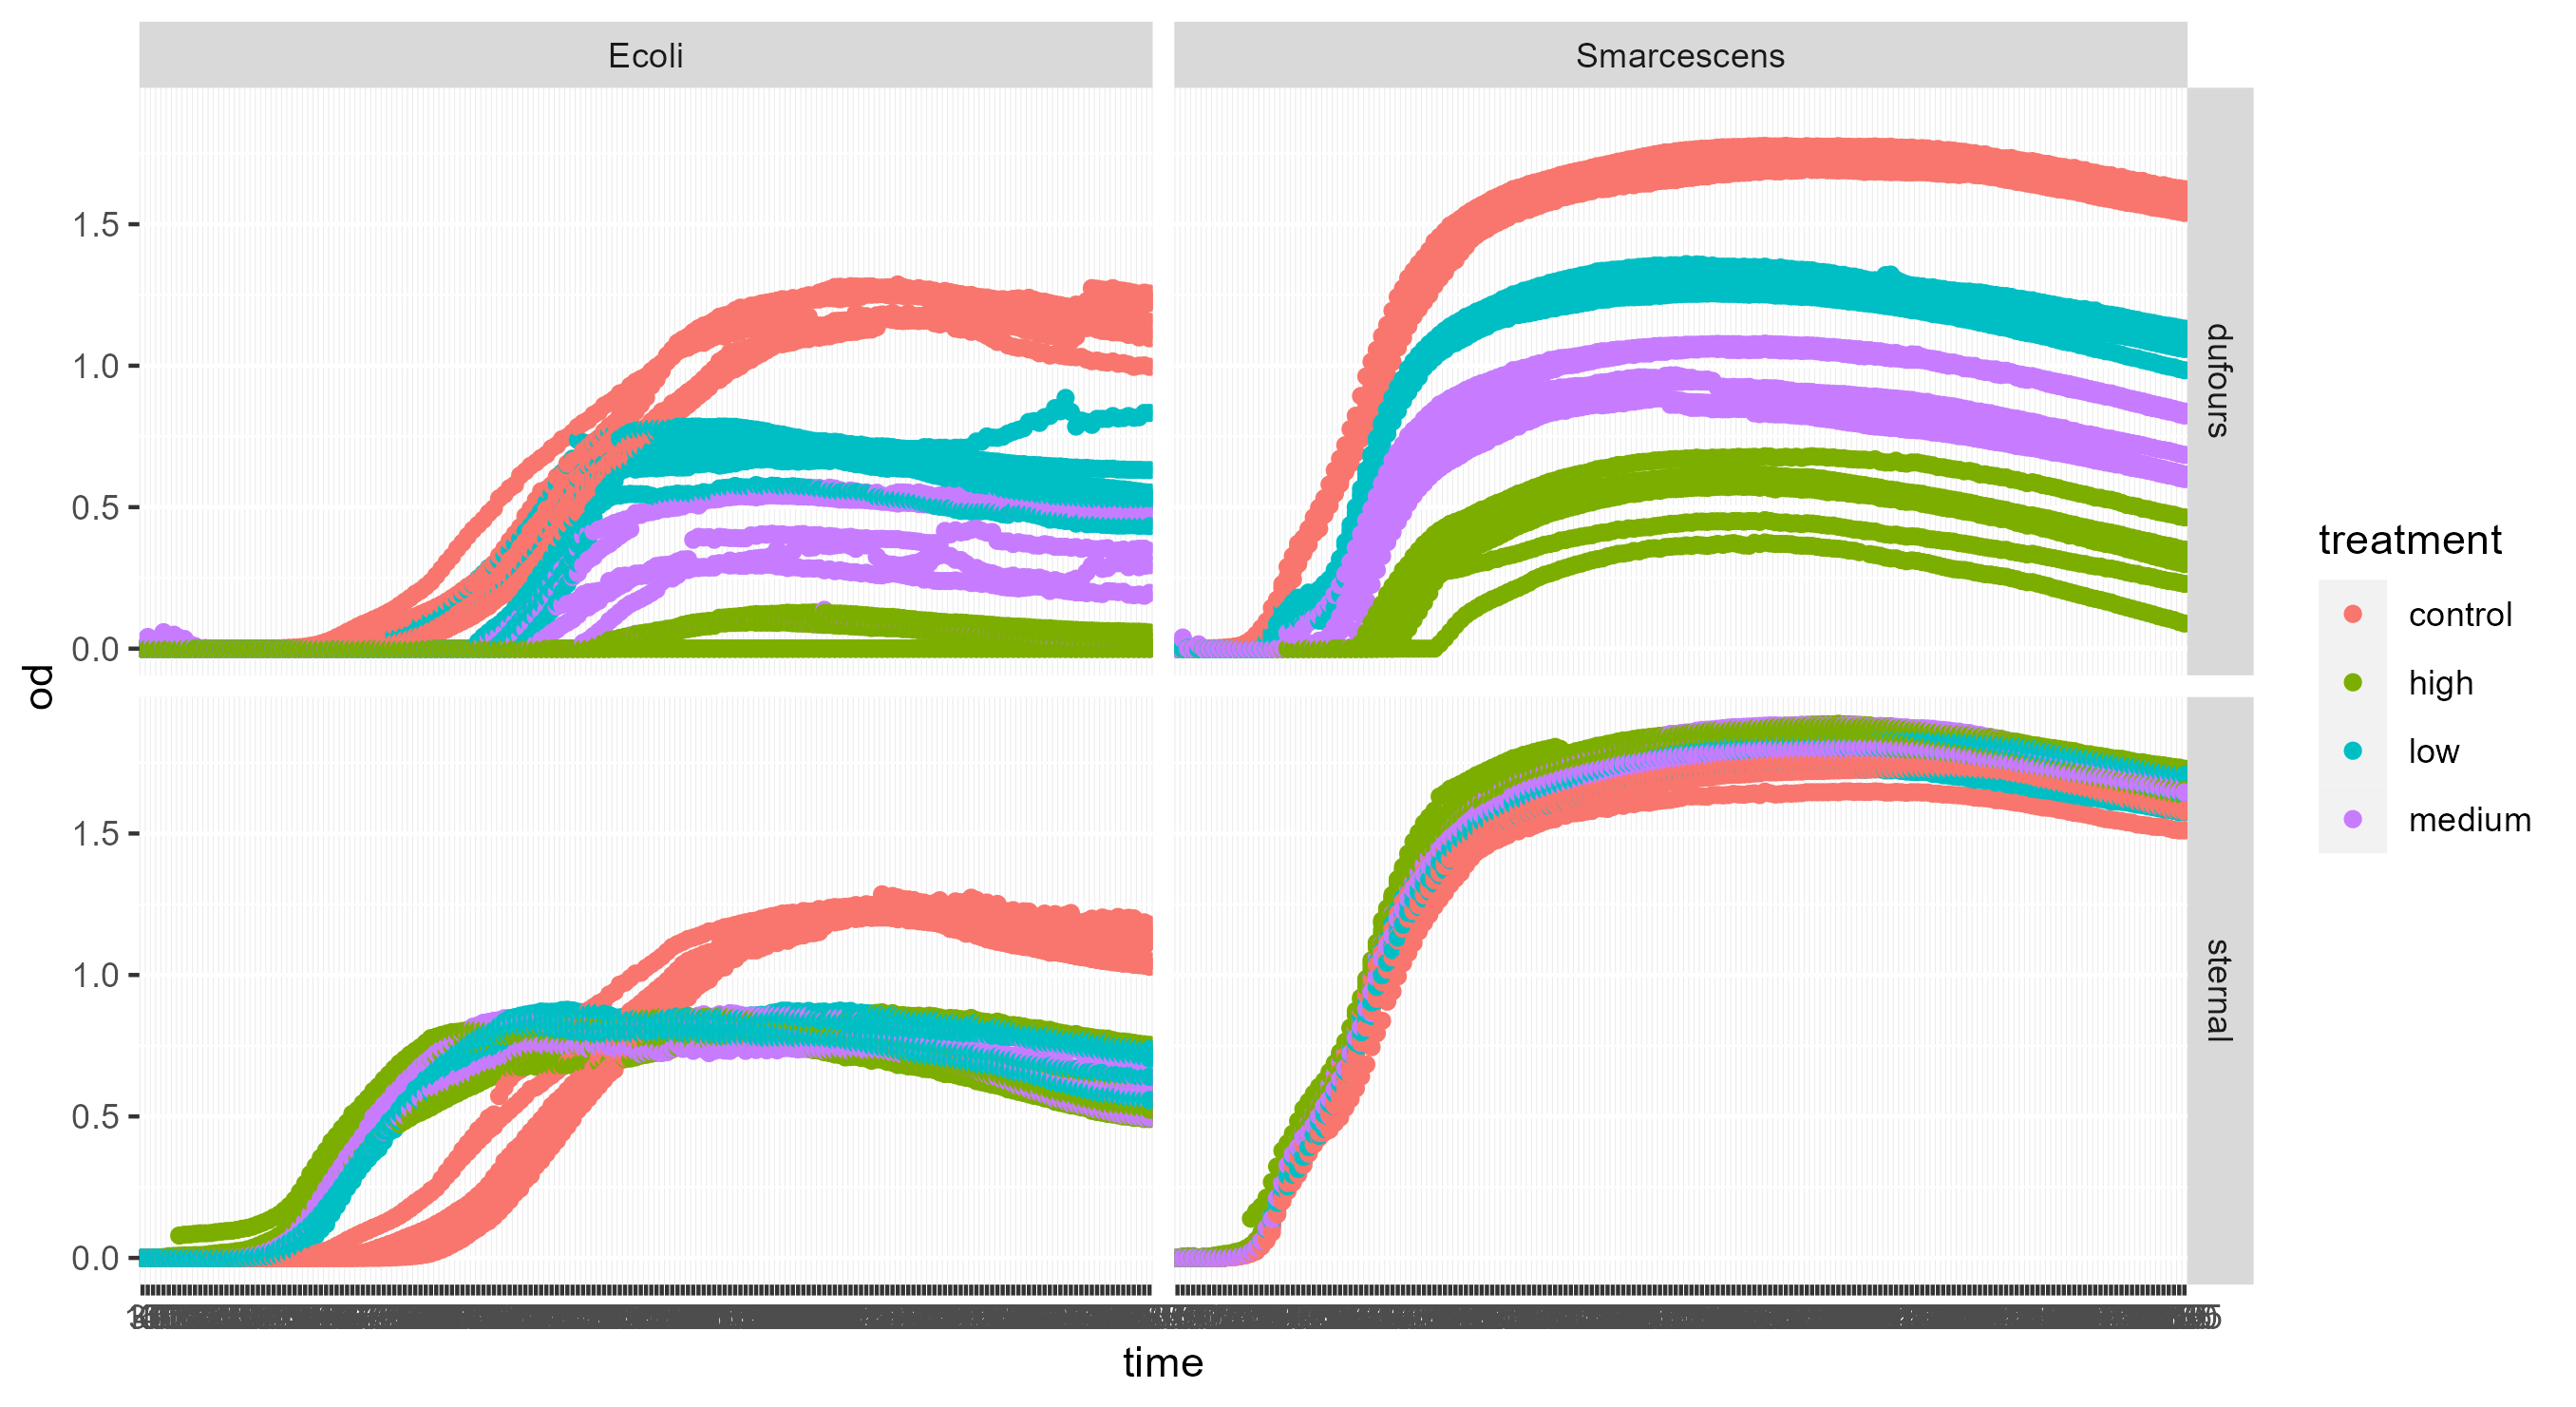 Ecoli
Smarcescens
1.5
1.0
0.5
0.0
dufours
1.5
1.0
0.5
0.0
sternal
od
time
treatment
control
high
low
medium